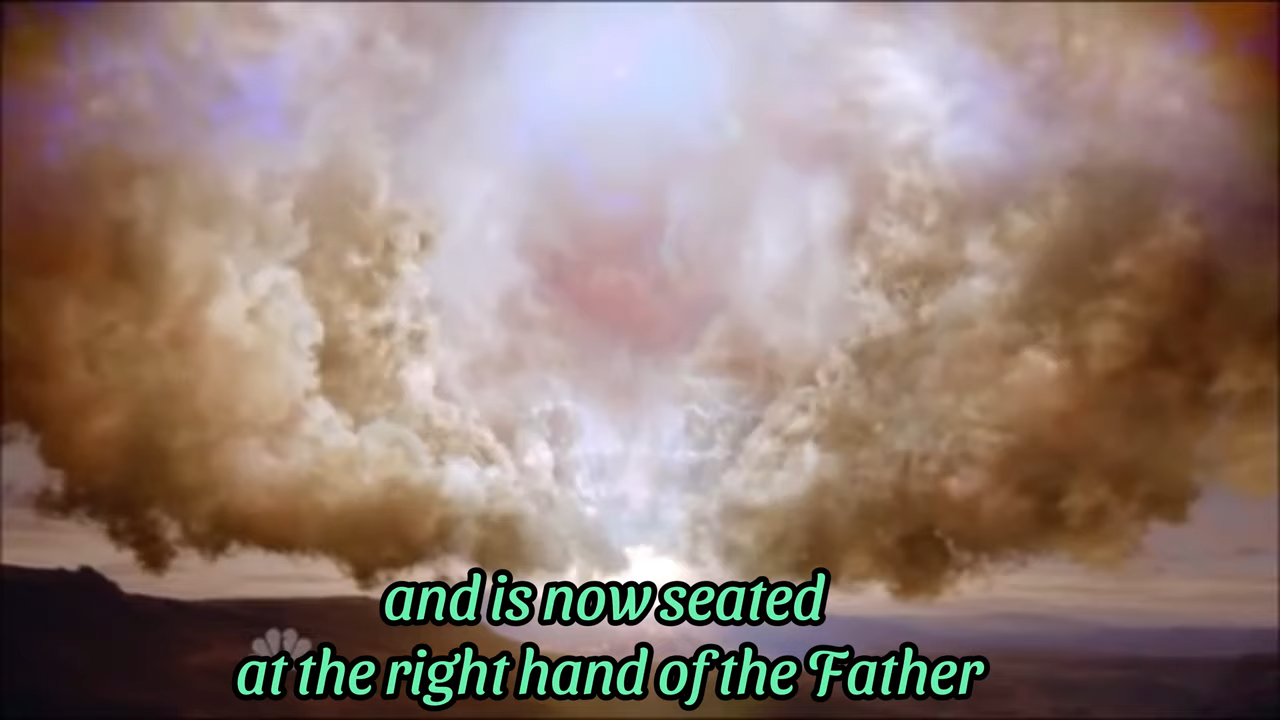 and is now seated
at the right hand of the Father